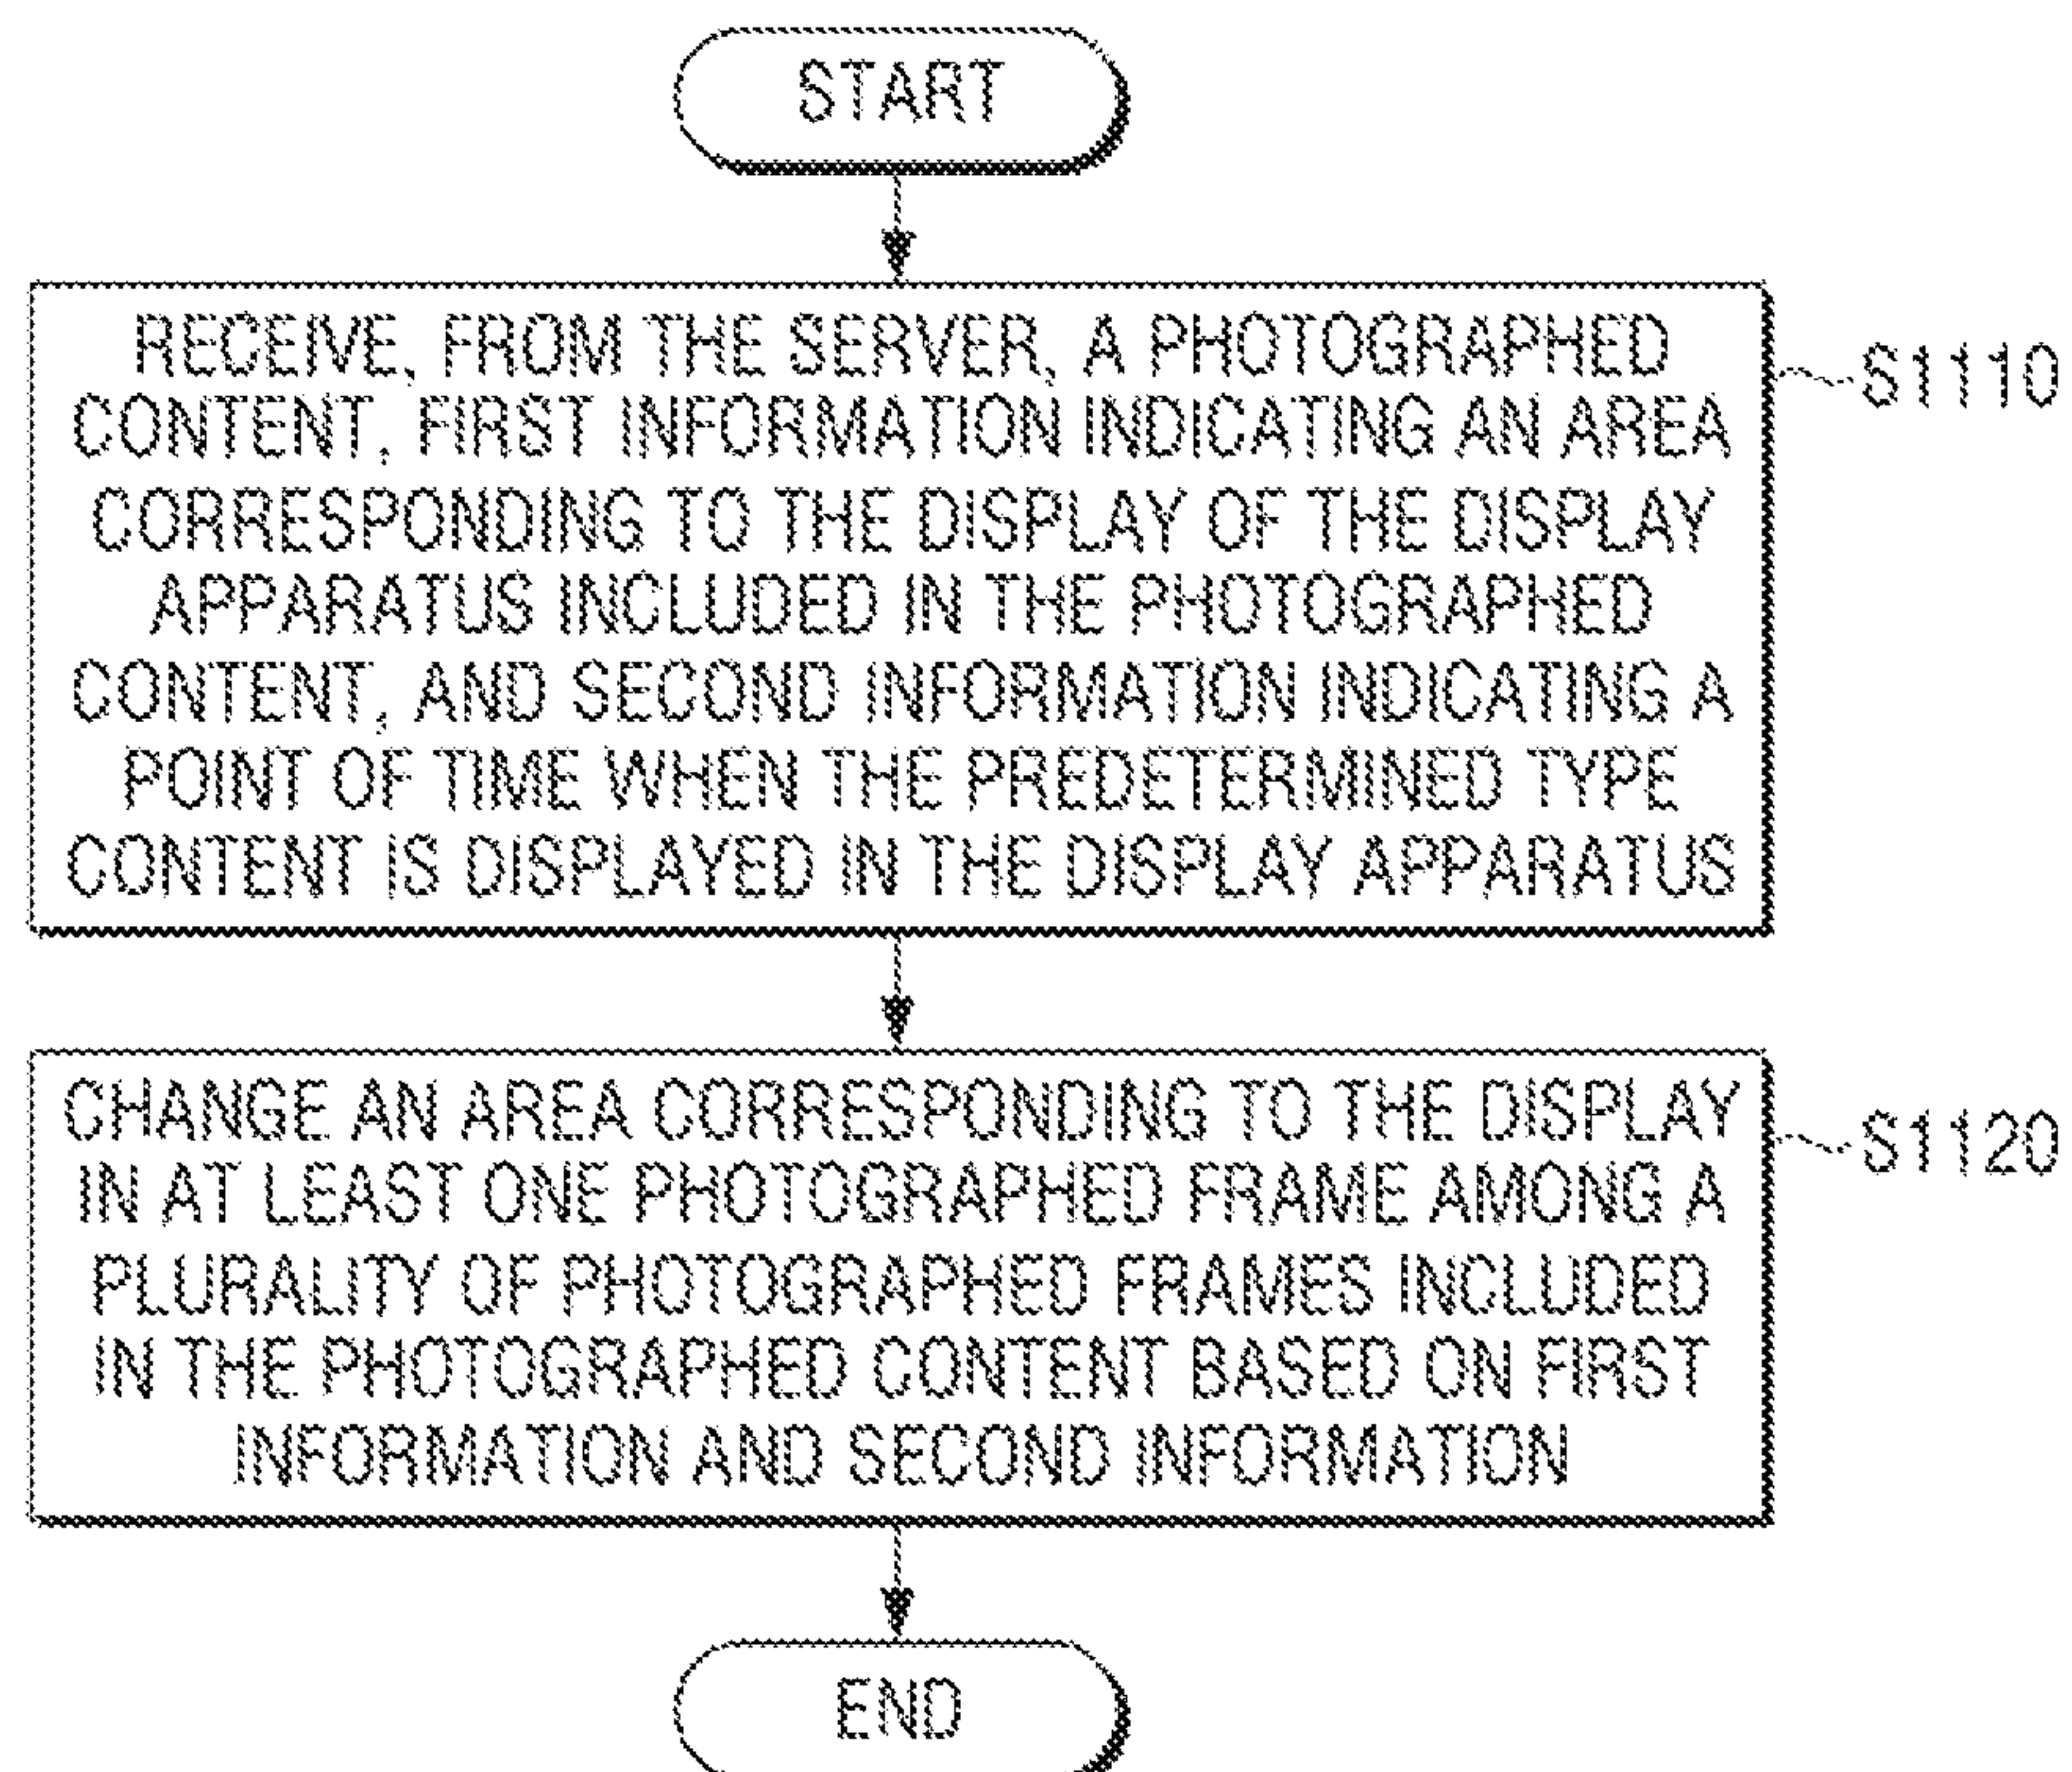 START
RECEIVE, FROM THE SERVER, A PHOTOGRAPHED
CONTENT, FIRST INFORMATION INDICATING AN AREA
CORRESPONDING TO THE DISPLAY OF THE DISPLAY
APPARATUS INCLUDED IN THE PHOTOGRAPHED
CONTENT, AND SECOND INFORMATION INDICATING A
POINT OF TIME WHEN THE PREDETERMINED TYPE
CONTENT IS DISPLAYED IN THE DISPLAY APPARATUS
S1110
CHANGE AN AREA CORRESPONDING TO THE DISPLAY
IN AT LEAST ONE PHOTOGRAPHED FRAME AMONG A
PLURALITY OF PHOTOGRAPHED FRAMES INCLUDED
IN THE PHOTOGRAPHED CONTENT BASED ON FIRST
INFORMATION AND SECOND INFORMATION
S1120
END